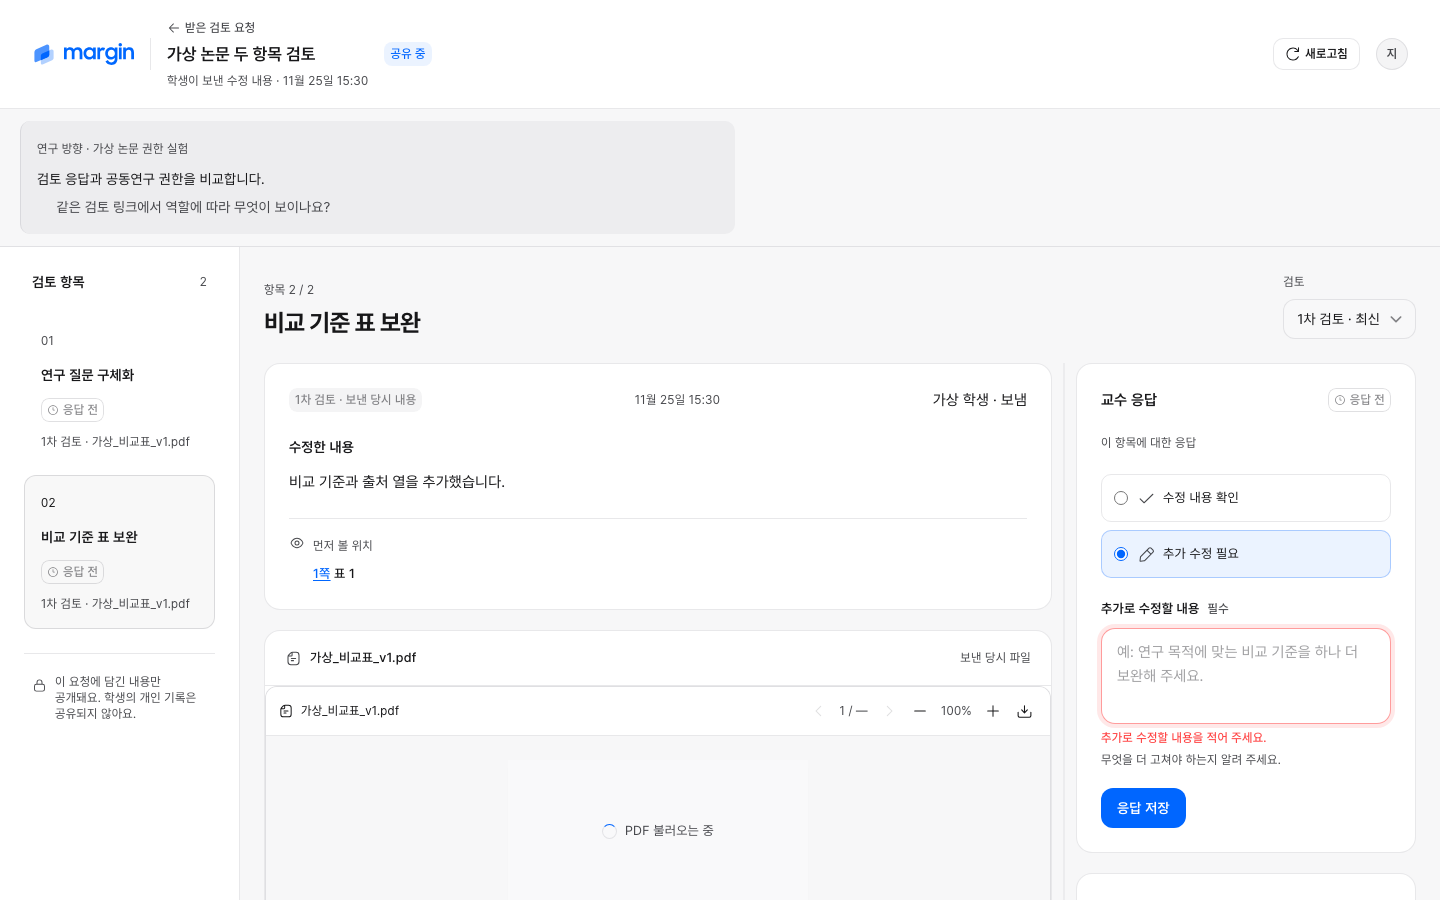 margin
← 받은 검토 요청
가상 논문 두 항목 검토
공유 중
학생이 보낸 수정 내용 · 11월 25일 15:30
새로고침
지
연구 방향 · 가상 논문 권한 실험
검토 응답과 공동연구 권한을 비교합니다.
같은 검토 링크에서 역할에 따라 무엇이 보이나요?
검토 항목
2
01
연구 질문 구체화
응답 전
1차 검토 · 가상_비교표_v1.pdf
02
비교 기준 표 보완
응답 전
1차 검토 · 가상_비교표_v1.pdf
이 요청에 담긴 내용만
공개돼요. 학생의 개인 기록은
공유되지 않아요.
항목 2 / 2
비교 기준 표 보완
검토
1차 검토 · 최신
1차 검토 · 보낸 당시 내용
11월 25일 15:30
가상 학생 · 보냄
수정한 내용
비교 기준과 출처 열을 추가했습니다.
먼저 볼 위치
1쪽 표 1
가상_비교표_v1.pdf
보낸 당시 파일
가상_비교표_v1.pdf
1 / —
100%
PDF 불러오는 중
교수 응답
응답 전
이 항목에 대한 응답
수정 내용 확인
추가 수정 필요
추가로 수정할 내용 필수
예: 연구 목적에 맞는 비교 기준을 하나 더
보완해 주세요.
추가로 수정할 내용을 적어 주세요.
무엇을 더 고쳐야 하는지 알려 주세요.
응답 저장